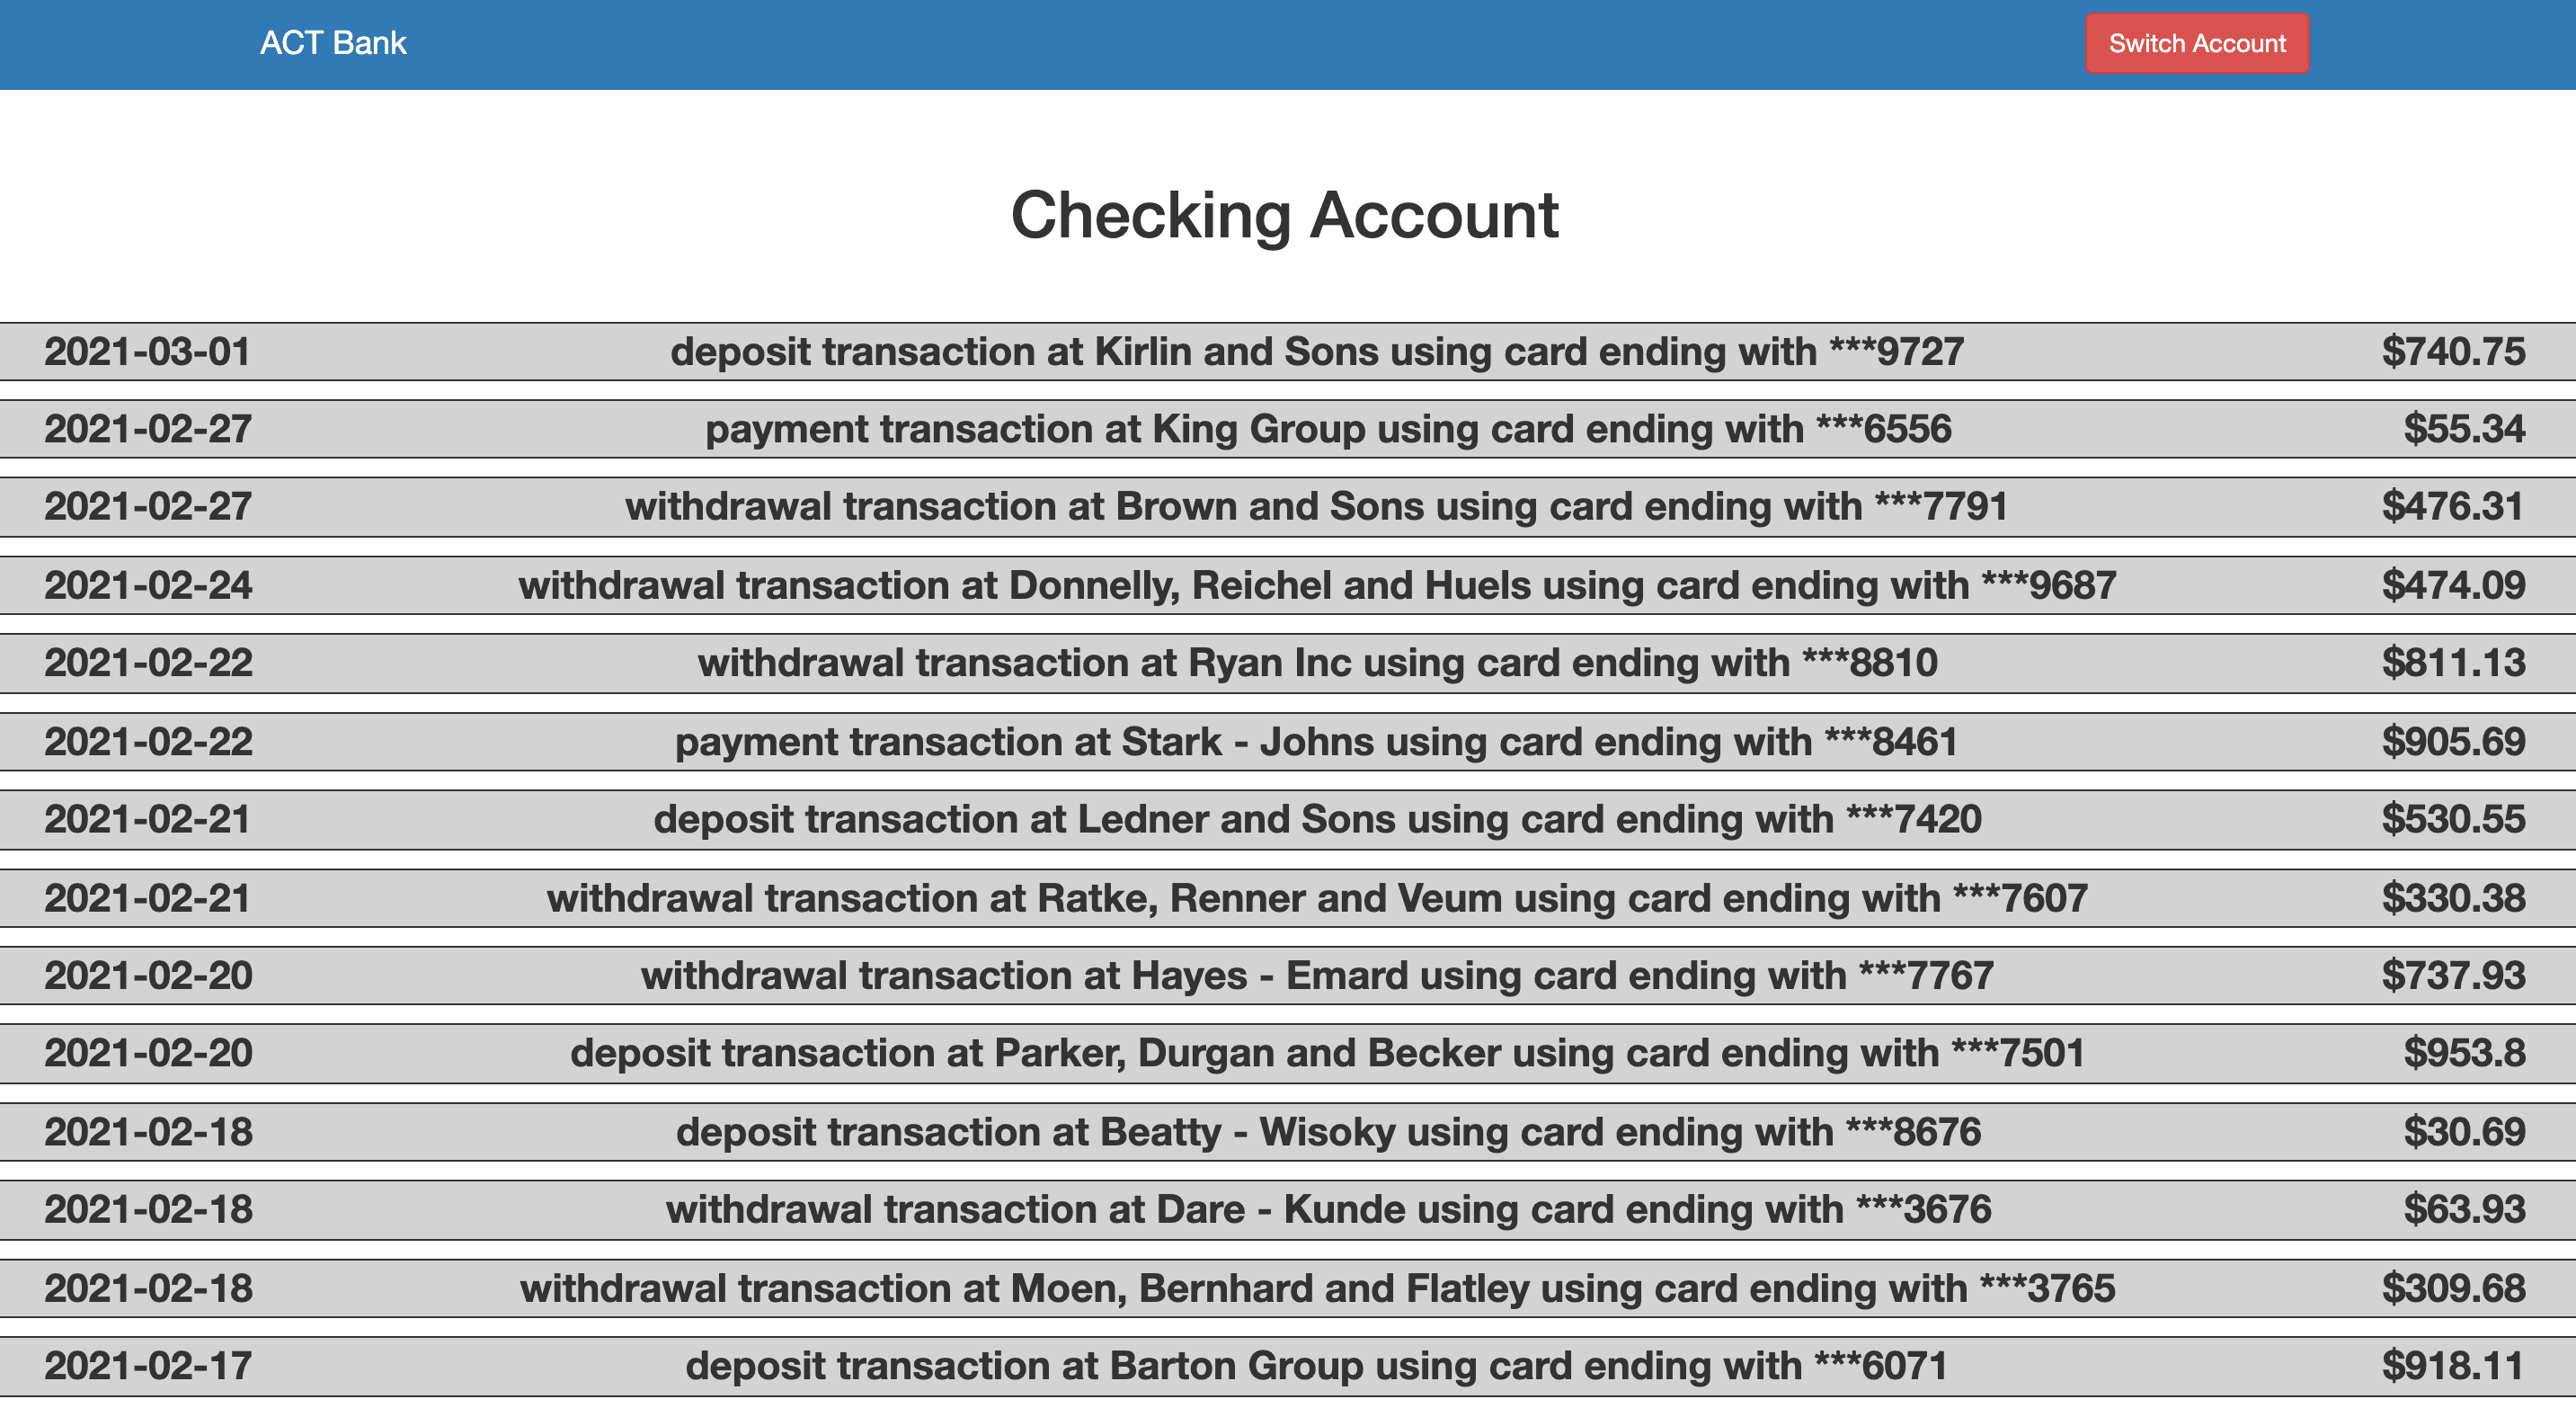 ACT Bank Switch Account
Checking Account
2021-03-01 deposit transaction at Kirlin and Sons using card ending with ***9727 $740.75
2021-02-27 payment transaction at King Group using card ending with ***6556 $55.34
2021-02-27 withdrawal transaction at Brown and Sons using card ending with ***7791 $476.31
2021-02-24 withdrawal transaction at Donnelly, Reichel and Huels using card ending with ***9687 $474.09
2021-02-22 withdrawal transaction at Ryan Inc using card ending with ***8810 $811.13
2021-02-22 payment transaction at Stark - Johns using card ending with ***8461 $905.69
2021-02-21 deposit transaction at Ledner and Sons using card ending with ***7420 $530.55
2021-02-21 withdrawal transaction at Ratke, Renner and Veum using card ending with ***7607 $330.38
2021-02-20 withdrawal transaction at Hayes - Emard using card ending with ***7767 $737.93
2021-02-20 deposit transaction at Parker, Durgan and Becker using card ending with ***7501 $953.8
2021-02-18 deposit transaction at Beatty - Wisoky using card ending with ***8676 $30.69
2021-02-18 withdrawal transaction at Dare - Kunde using card ending with ***3676 $63.93
2021-02-18 withdrawal transaction at Moen, Bernhard and Flatley using card ending with ***3765 $309.68
2021-02-17 deposit transaction at Barton Group using card ending with ***6071 $918.11